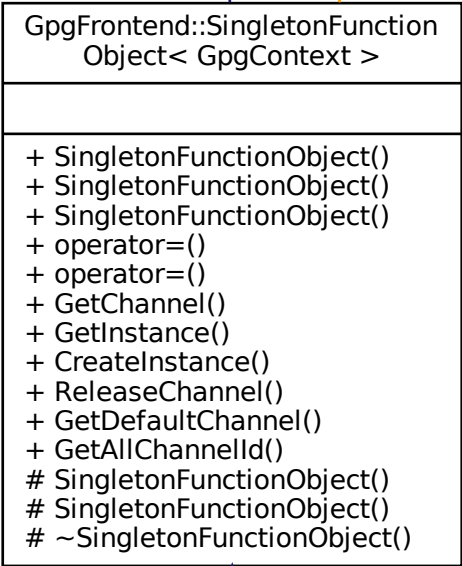 GpgFrontend::SingletonFunction
Object< GpgContext >
+ SingletonFunctionObject()
+ SingletonFunctionObject()
+ SingletonFunctionObject()
+ operator=()
+ operator=()
+ GetChannel()
+ GetInstance()
+ CreateInstance()
+ ReleaseChannel()
+ GetDefaultChannel()
+ GetAllChannelId()
# SingletonFunctionObject()
# SingletonFunctionObject()
# ~SingletonFunctionObject()